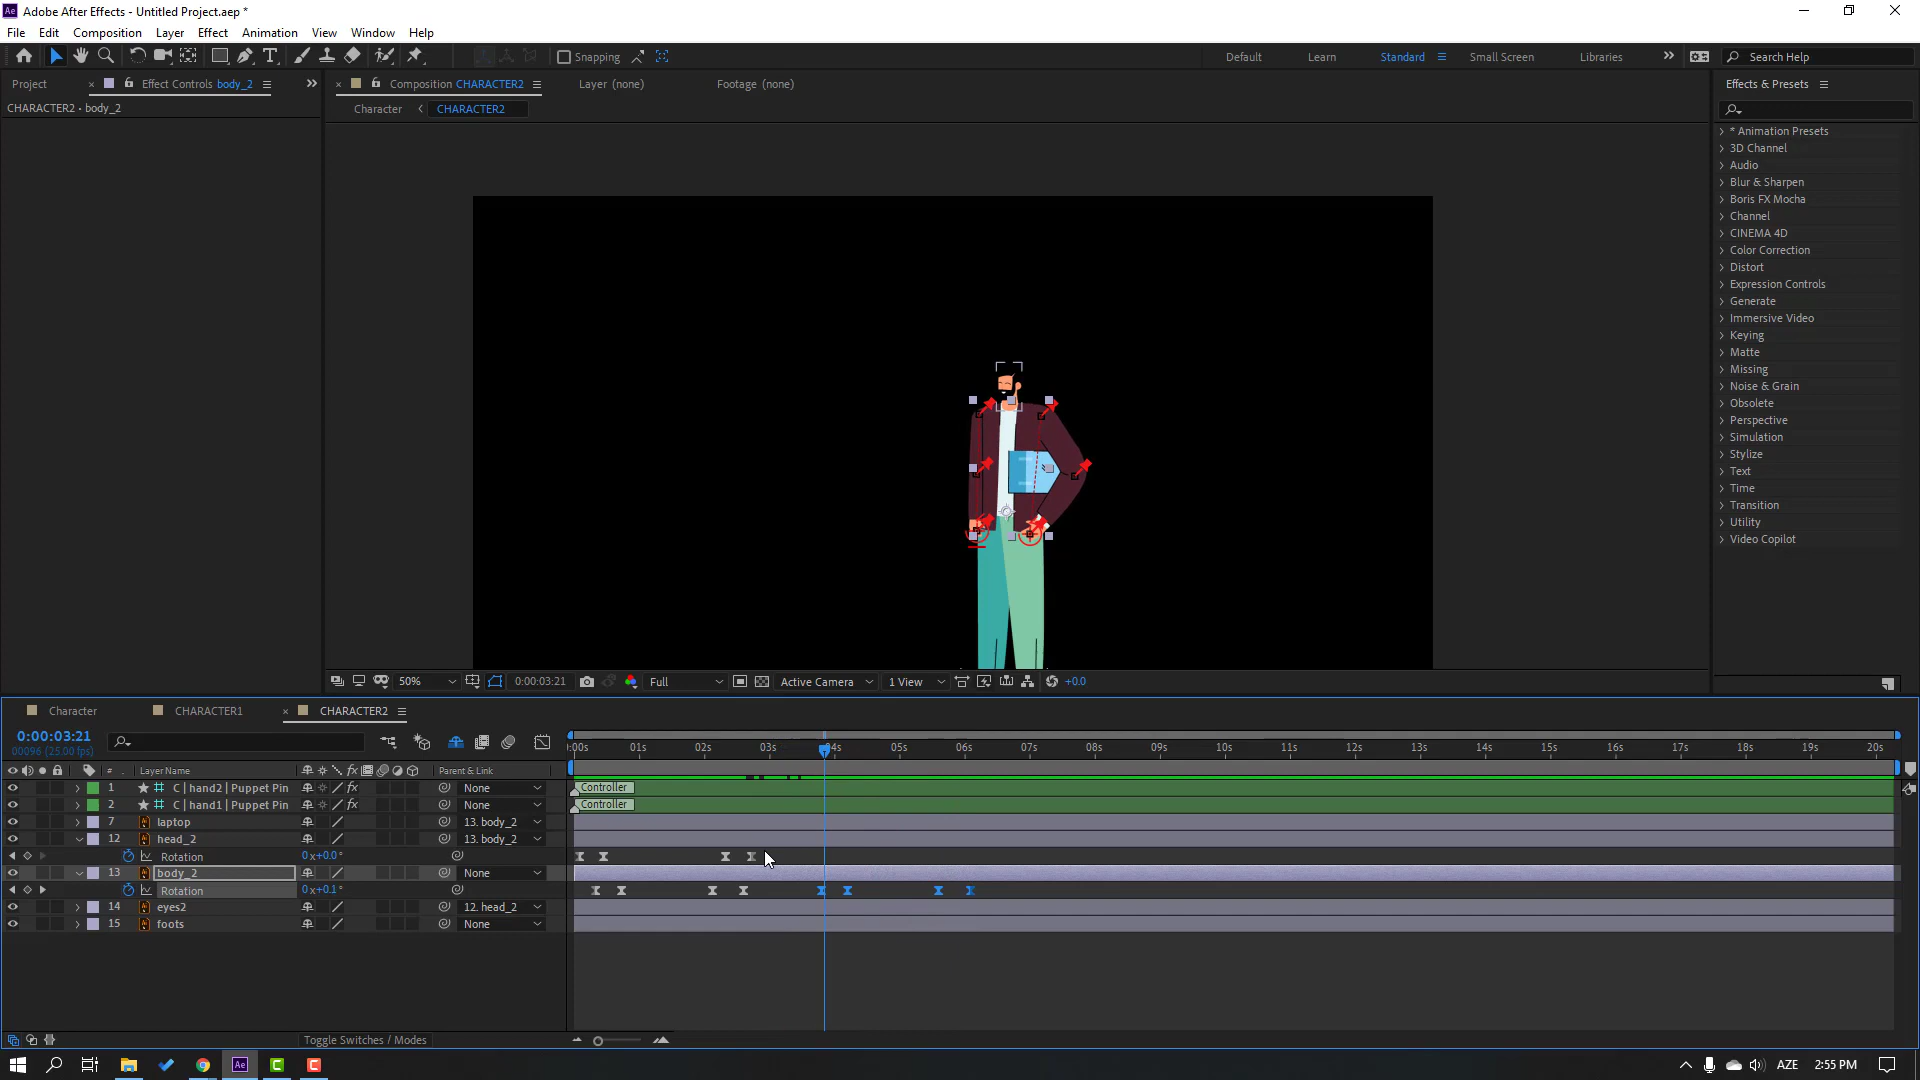 Adobe After Effects - Untitled Project.aep *
File Edit Composition Layer Effect Animation View Window Help
Snapping Default Learn Standard Small Screen Libraries Search Help
Project Effect Controls body_2 Composition CHARACTER2 Layer (none) Footage (none) Effects & Presets
CHARACTER2 • body_2 Character CHARACTER2
* Animation Presets
3D Channel
Audio
Blur & Sharpen
Boris FX Mocha
Channel
CINEMA 4D
Color Correction
Distort
Expression Controls
Generate
Immersive Video
Keying
Matte
Missing
Noise & Grain
Obsolete
Perspective
Simulation
Stylize
Text
Time
Transition
Utility
Video Copilot
50% 0:00:03:21 Full Active Camera 1 View +0.0
Character CHARACTER1 CHARACTER2
0:00:03:21
00096 (25.00 fps)
:00s 01s 02s 03s 04s 05s 06s 07s 08s 09s 10s 11s 12s 13s 14s 15s 16s 17s 18s 19s 20s
# Layer Name fx Parent & Link
1 C | hand2 | Puppet Pin fx None Controller
2 C | hand1 | Puppet Pin fx None Controller
7 laptop 13. body_2
12 head_2 13. body_2
Rotation 0x+0.0°
13 body_2 None
Rotation 0x+0.1°
14 eyes2 12. head_2
15 foots None
Toggle Switches / Modes
Ae AZE 2:55 PM